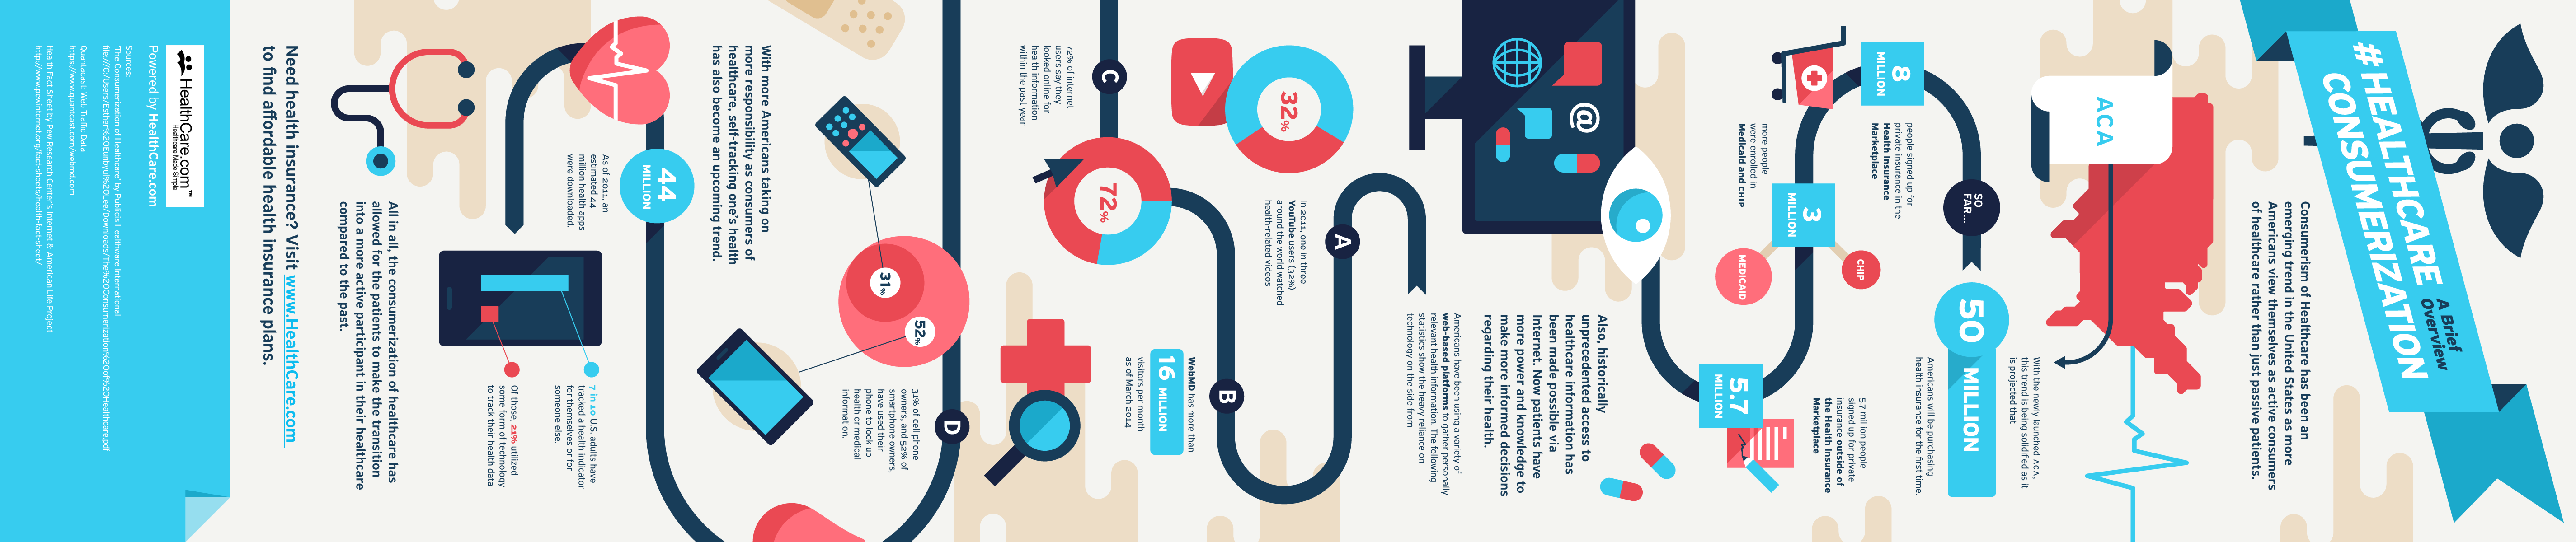 #HEALTHCARE
CONSUMERIZATION
A Brief
Overview
Consumerism of Healthcare has been an
emerging trend in the United States as more
Americans view themselves as active consumers
of healthcare rather than just passive patients.
ACA
With the newly launched ACA,
this trend is being solidified as it
is projected that
SO
FAR...
50 MILLION
Americans will be purchasing
health insurance for the first time.
8
MILLION
people signed up for
private insurance in the
Health Insurance
Marketplace
CHIP
3
MILLION
MEDICAID
more people
were enrolled in
Medicaid and CHIP
5.7
MILLION
5.7 million people
signed up for private
insurance outside of
the Health Insurance
Marketplace
@
Also, historically
unprecedented access to
healthcare information has
been made possible via
Internet. Now patients have
more power and knowledge to
make more informed decisions
regarding their health.
Americans have been using a variety of
web-based platforms to gather personally
relevant health information. The following
statistics show the heavy reliance on
technology on the side from
A
32%
In 2011, one in three
YouTube users (32%)
around the world watched
health-related videos
B
WebMD has more than
16 MILLION
visitors per month
as of March 2014
C
72%
72% of internet
users say they
looked online for
health information
within the past year
D
31%
52%
31% of cell phone
owners, and 52% of
smartphone owners,
have used their
phone to look up
health or medical
information.
With more Americans taking on
more responsibility as consumers of
healthcare, self-tracking one's health
has also become an upcoming trend.
44
MILLION
As of 2011, an
estimated 44
million health apps
were downloaded.
7 in 10 U.S. adults have
tracked a health indicator
for themselves or for
someone else.
Of those, 21% utilized
some form of technology
to track their health data
All in all, the consumerization of healthcare has
allowed for the patients to make the transition
into a more active participant in their healthcare
compared to the past.
Need health insurance? Visit www.HealthCare.com
to find affordable health insurance plans.
HealthCare.com™
Healthcare Made Simple
Powered by HealthCare.com
Sources:
'The Consumerization of Healthcare' by Publicis Healthware International
file:///C:/Users/Esther%20Eunbyul%20Lee/Downloads/The%20Consumerization%20of%20Healthcare.pdf
Quantacast: Web Traffic Data
https://www.quantcast.com/webmd.com
Health Fact Sheet by Pew Research Center's Internet & American Life Project
http://www.pewinternet.org/fact-sheets/health-fact-sheet/